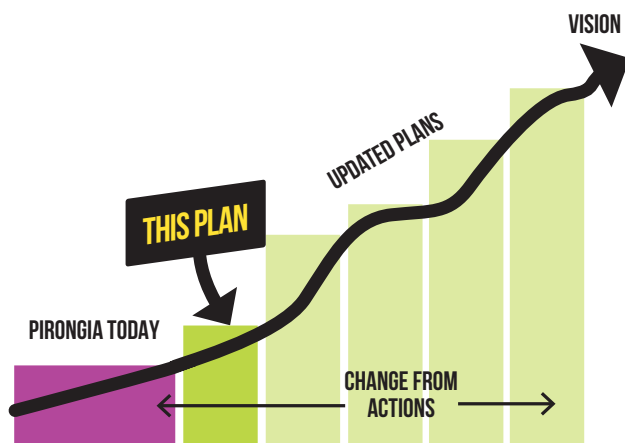 VISION
UPDATED PLANS
THIS PLAN
PIRONGIA TODAY
CHANGE FROM
ACTIONS